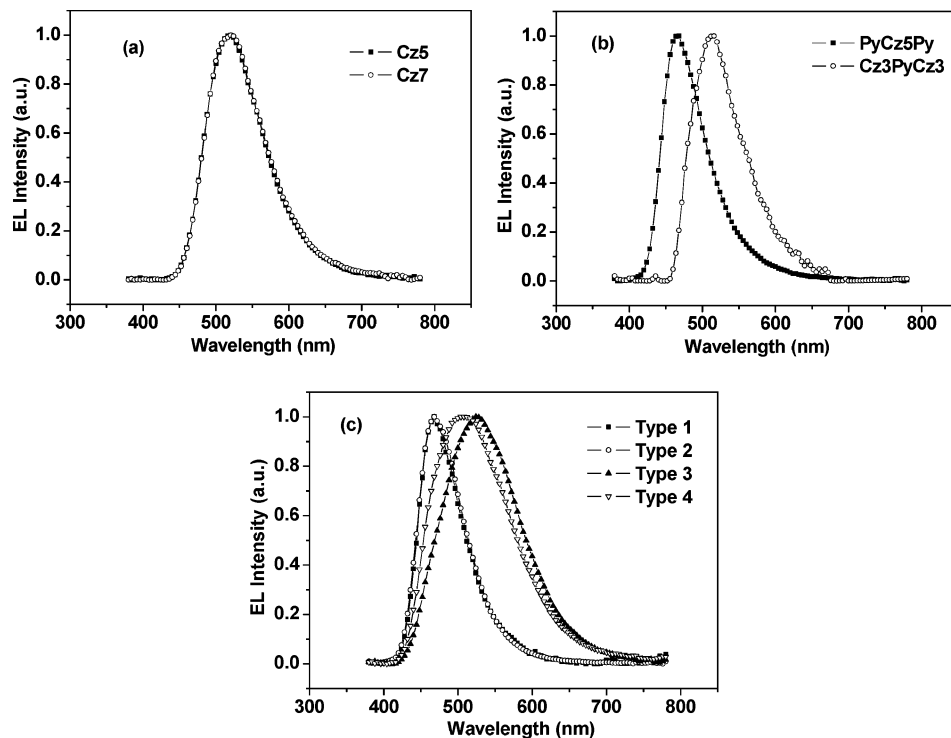 (a)
Cz5
Cz7
EL Intensity (a.u.)
1.0
0.8
0.6
0.4
0.2
0.0
300 400 500 600 700 800
Wavelength (nm)
(b)
PyCz5Py
Cz3PyCz3
EL Intensity (a.u.)
1.0
0.8
0.6
0.4
0.2
0.0
300 400 500 600 700 800
Wavelength (nm)
(c)
Type 1
Type 2
Type 3
Type 4
EL Intensity (a.u.)
1.0
0.8
0.6
0.4
0.2
0.0
300 400 500 600 700 800
Wavelength (nm)